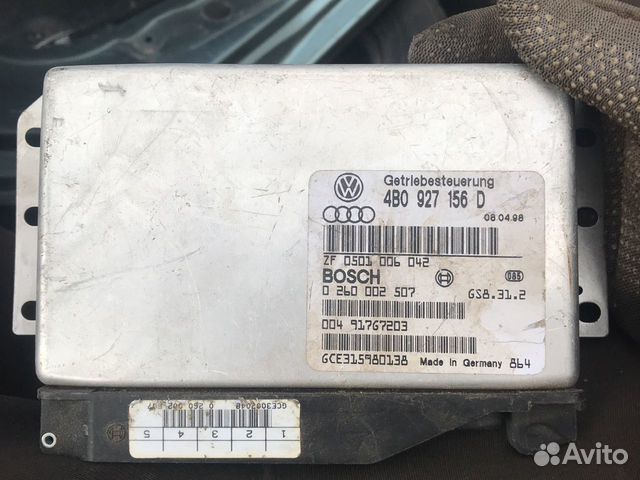 Getriebesteuerung
4B0 927 156 D
08.04.98
ZF 0501 006 042
BOSCH
0 260 002 507
GS8.31.2
004 91767203
GCE315980138 Made in Germany 864
1 2 3 4 5
Avito